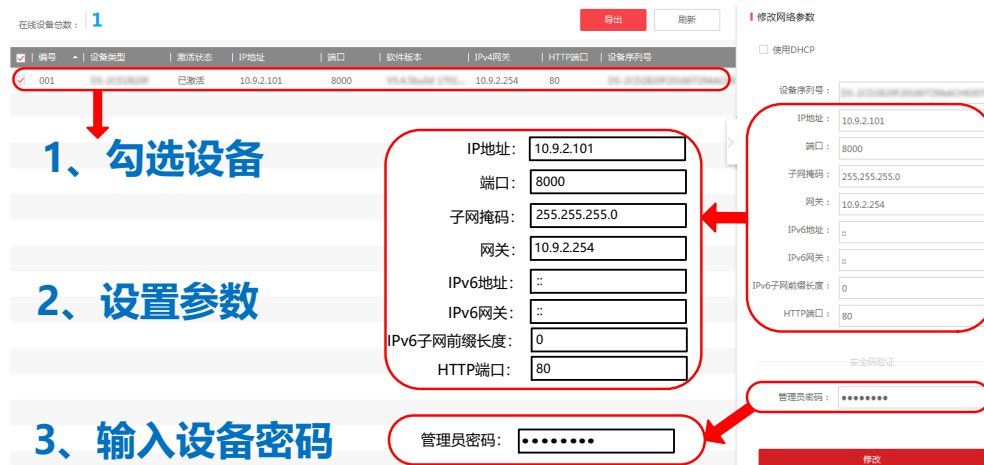 在线设备总数： 1
导出
刷新
编号 设备类型 激活状态 IP地址 端口 软件版本 IPv4网关 HTTP端口 设备序列号
001 已激活 10.9.2.101 8000 10.9.2.254 80
1、勾选设备
2、设置参数
3、输入设备密码
IP地址： 10.9.2.101
端口： 8000
子网掩码： 255.255.255.0
网关： 10.9.2.254
IPv6地址： ::
IPv6网关： ::
IPv6子网前缀长度： 0
HTTP端口： 80
管理员密码： ●●●●●●●●
修改网络参数
使用DHCP
设备序列号：
IP地址： 10.9.2.101
端口： 8000
子网掩码： 255.255.255.0
网关： 10.9.2.254
IPv6地址： ::
IPv6网关： ::
IPv6子网前缀长度： 0
HTTP端口： 80
安全码验证
管理员密码： ●●●●●●●●
修改